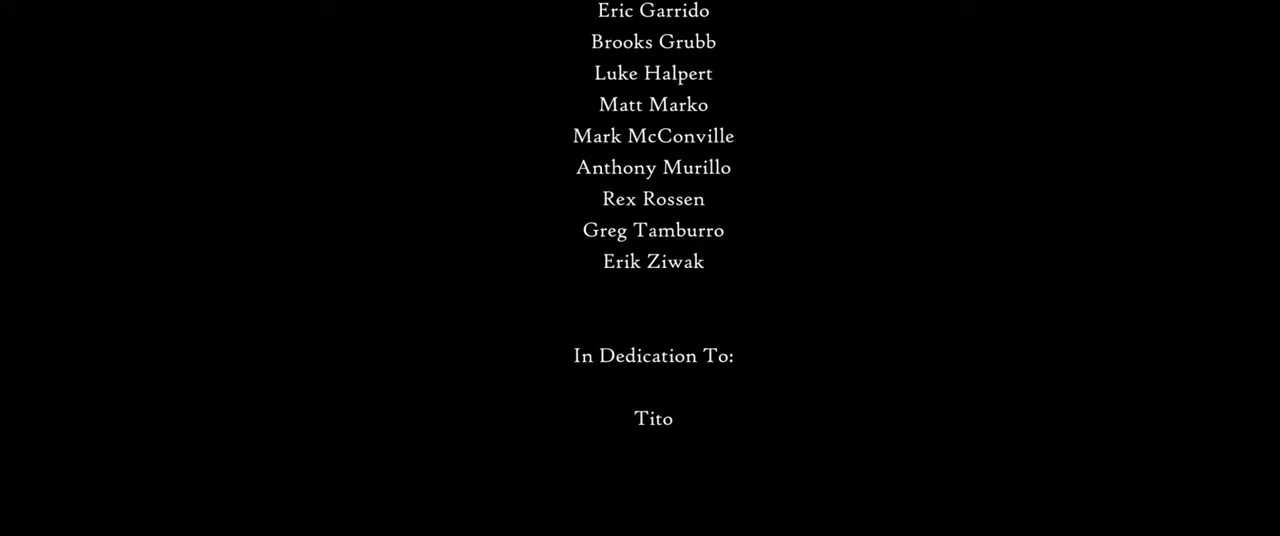 Eric Garrido
Brooks Grubb
Luke Halpert
Matt Marko
Mark McConville
Anthony Murillo
Rex Rossen
Greg Tamburro
Erik Ziwak
In Dedication To:
Tito